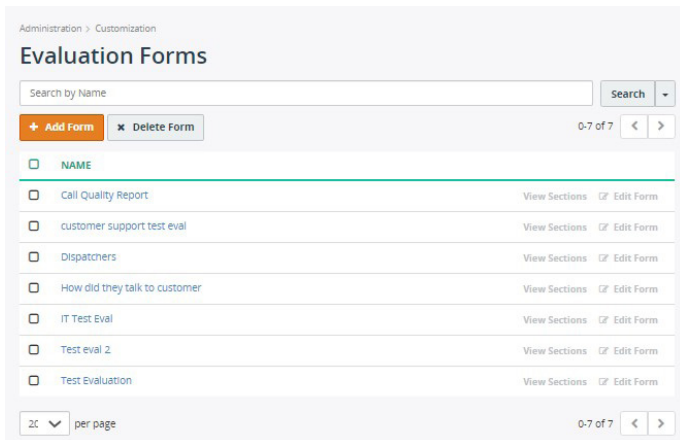 Administration > Customization
Evaluation Forms
Search by Name
Search
+ Add Form
× Delete Form
0-7 of 7
NAME
Call Quality Report
View Sections Edit Form
customer support test eval
View Sections Edit Form
Dispatchers
View Sections Edit Form
How did they talk to customer
View Sections Edit Form
IT Test Eval
View Sections Edit Form
Test eval 2
View Sections Edit Form
Test Evaluation
View Sections Edit Form
per page
0-7 of 7